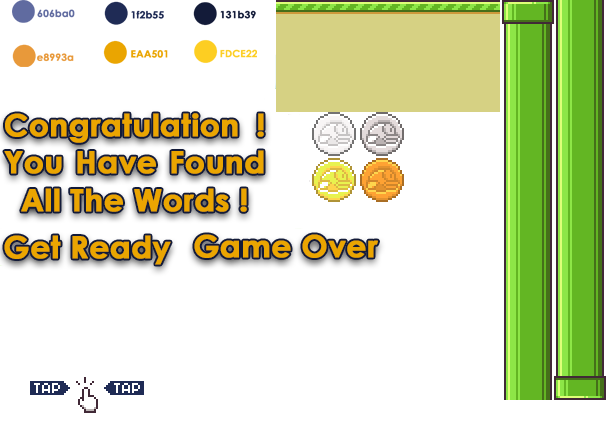 606ba0 1f2b55 131b39
e8993a EAA501 FDCE22
Congratulation !
You Have Found
All The Words !
Get Ready Game Over
TAP TAP